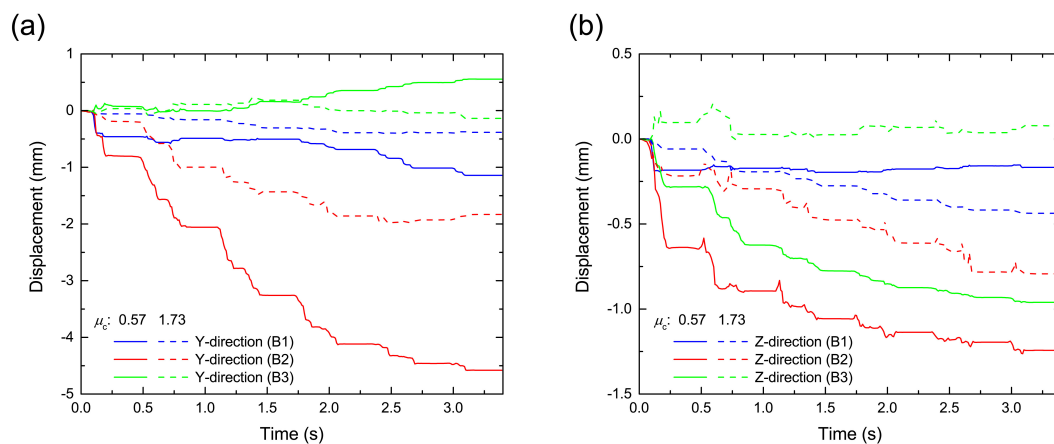 (a)
1
0
-1
-2
-3
-4
-5
Displacement (mm)
μc: 0.57 1.73
Y-direction (B1)
Y-direction (B2)
Y-direction (B3)
0.0 0.5 1.0 1.5 2.0 2.5 3.0
Time (s)
(b)
0.5
0.0
-0.5
-1.0
-1.5
Displacement (mm)
μc: 0.57 1.73
Z-direction (B1)
Z-direction (B2)
Z-direction (B3)
0.0 0.5 1.0 1.5 2.0 2.5 3.0
Time (s)